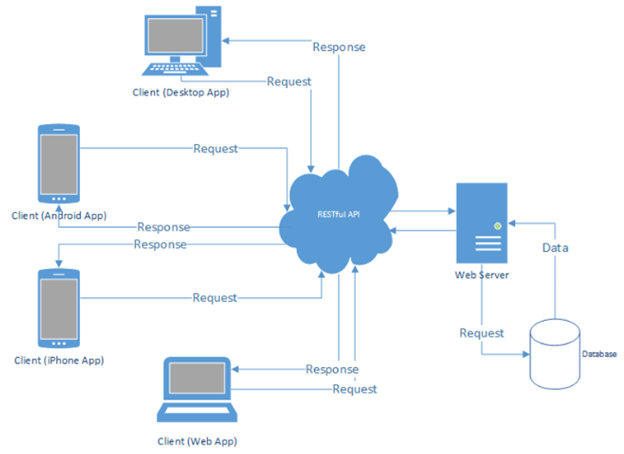 Response
Request
Client (Desktop App)
Request
Client (Android App)
RESTful API
Response
Response
Data
Web Server
Request
Request
Client (iPhone App)
Database
Response
Request
Client (Web App)